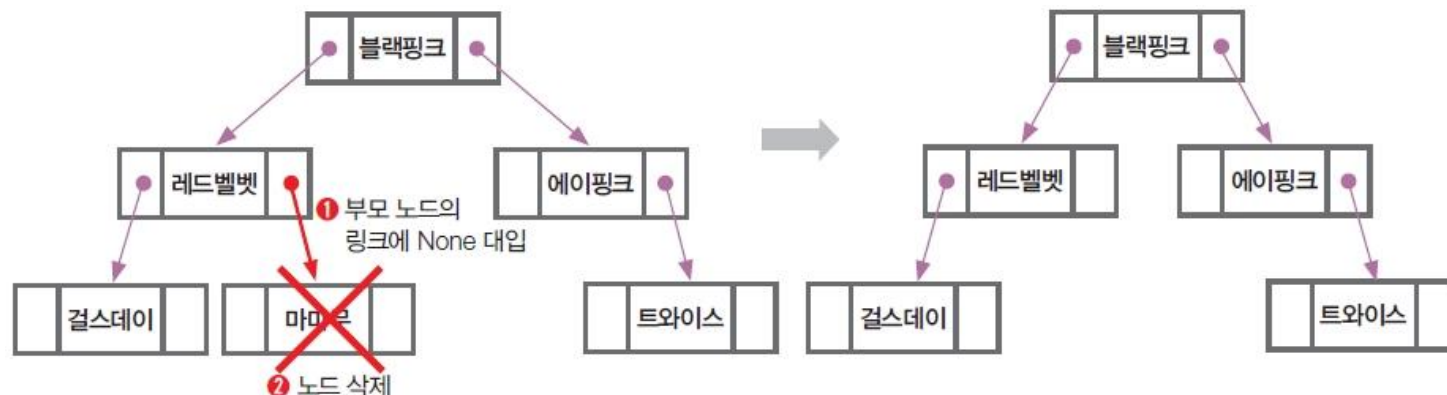 블랙핑크
레드벨벳
에이핑크
❶ 부모 노드의
링크에 None 대입
걸스데이
트와이스
❷ 노드 삭제
블랙핑크
레드벨벳
에이핑크
걸스데이
트와이스